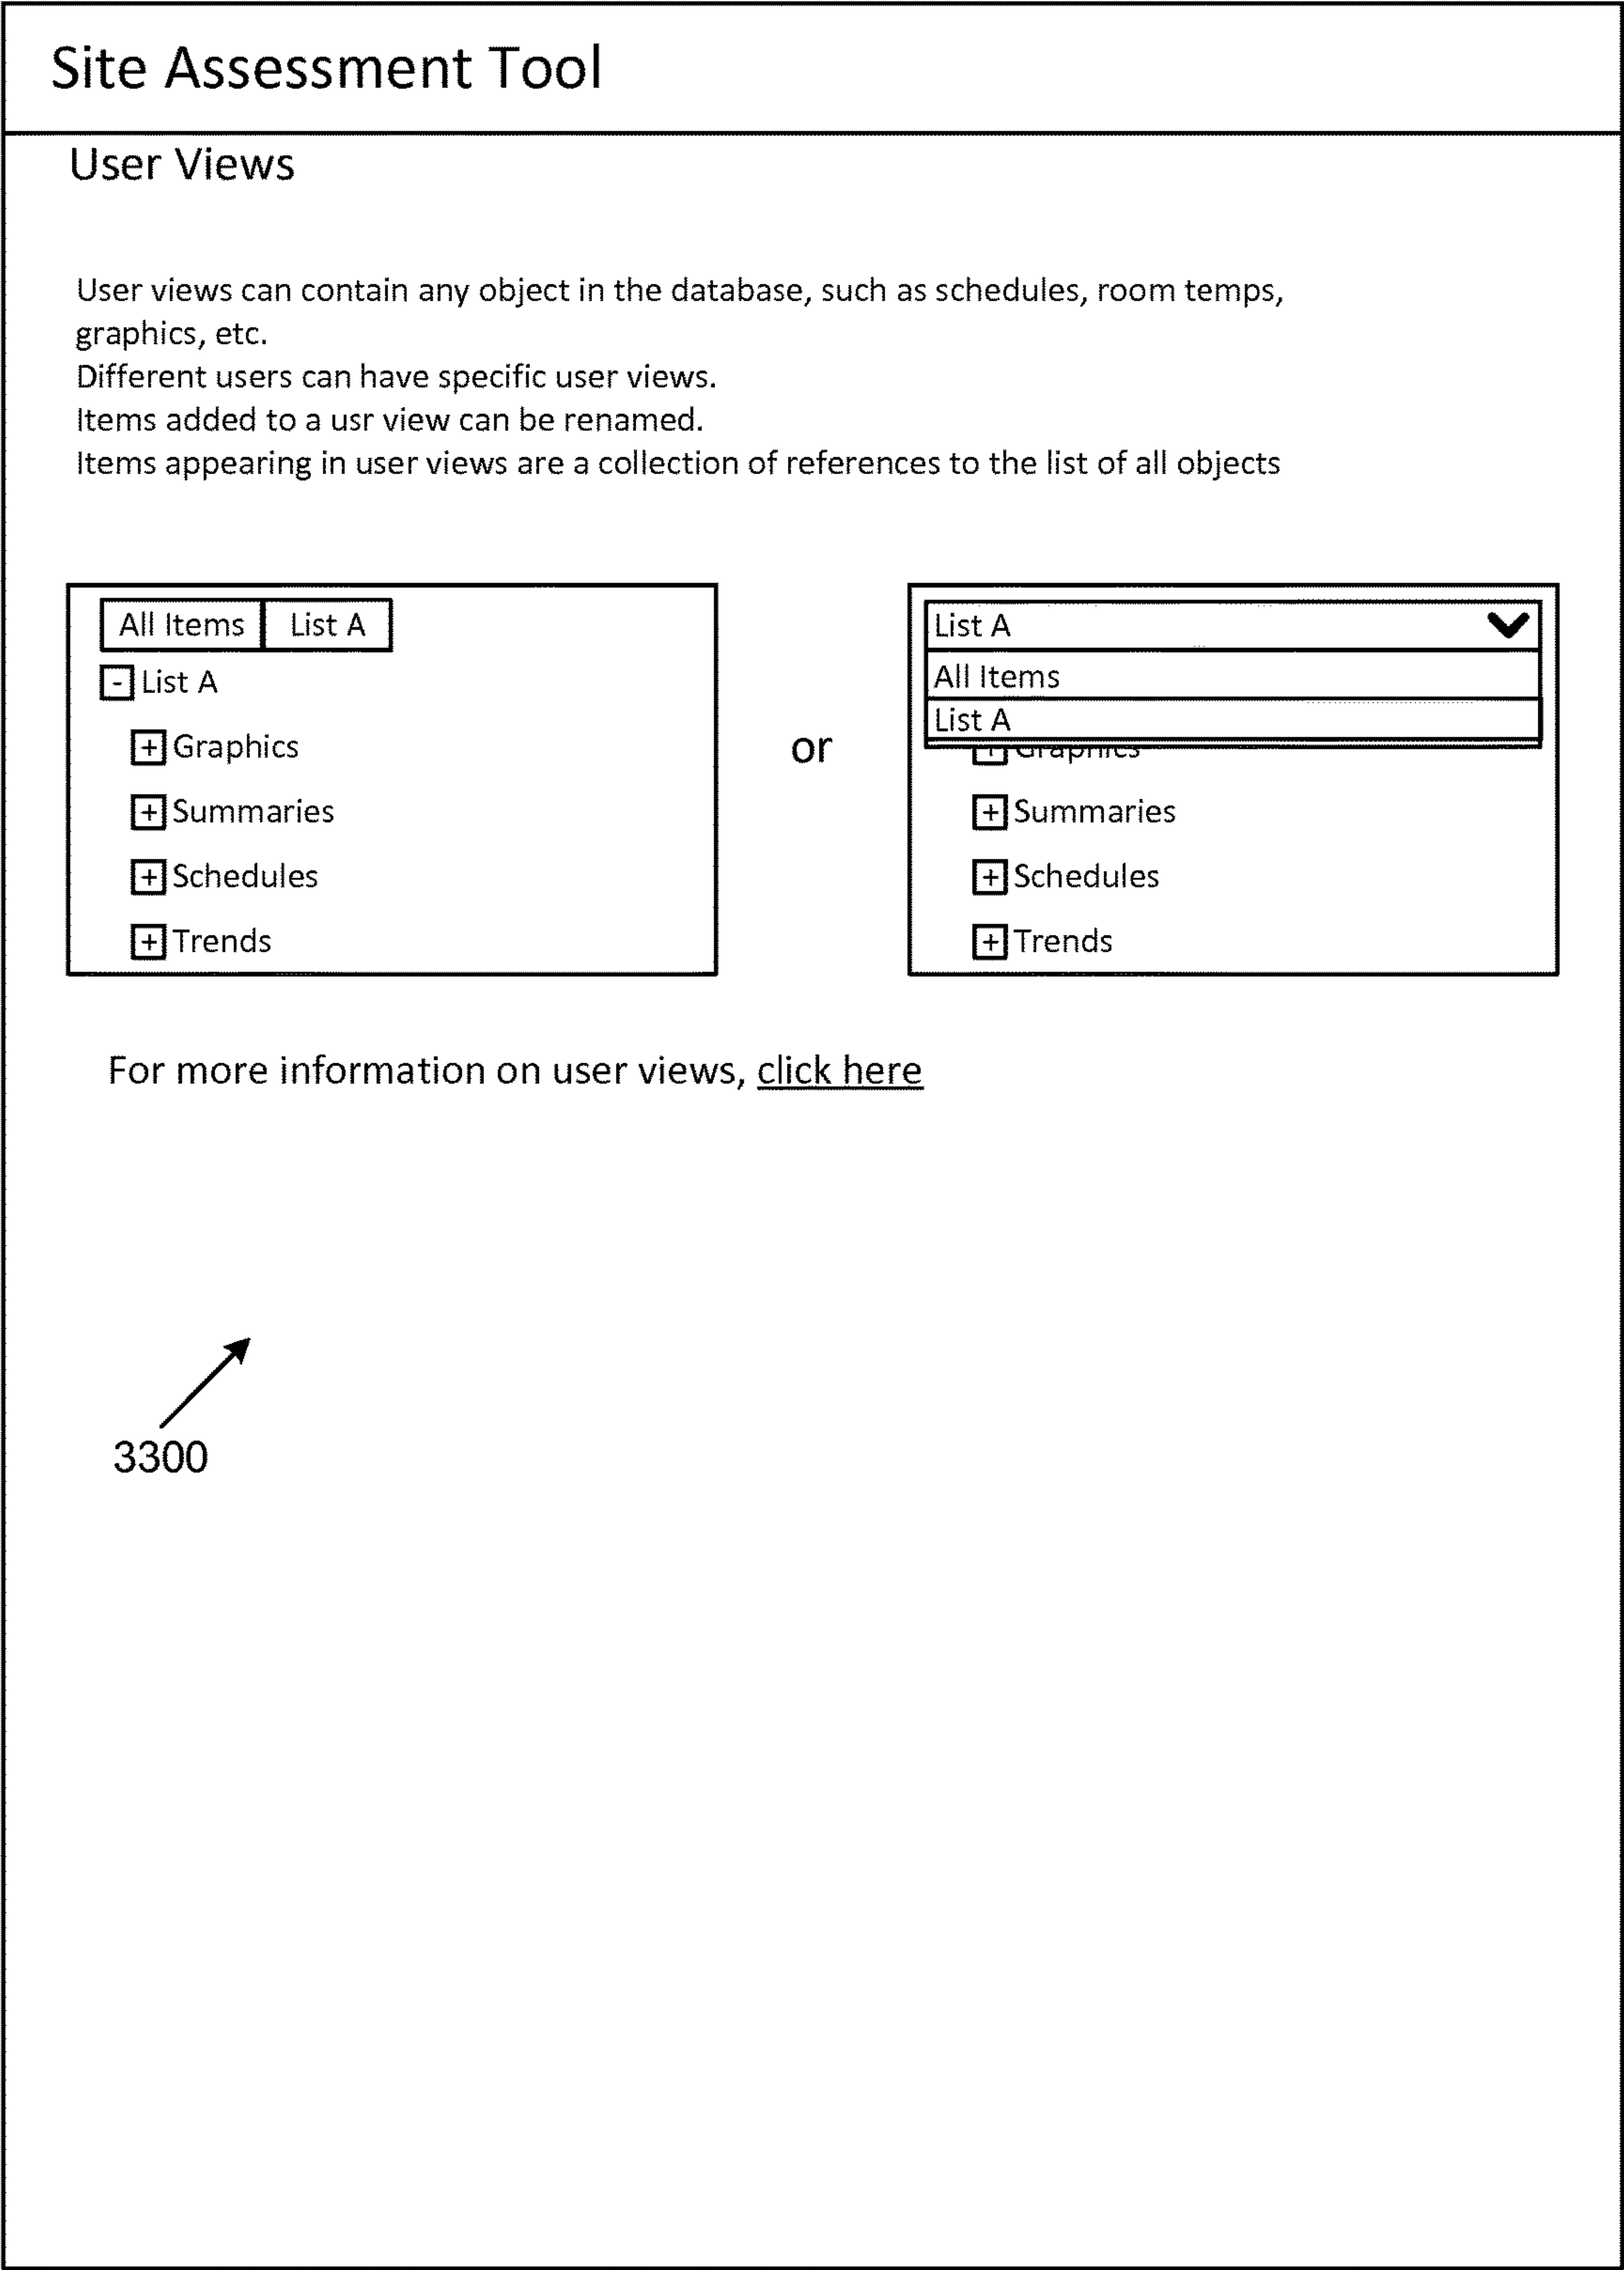 Site Assessment Tool
User Views
User views can contain any object in the database, such as schedules, room temps,
graphics, etc.
Different users can have specific user views.
Items added to a usr view can be renamed.
Items appearing in user views are a collection of references to the list of all objects
All Items List A
- List A
+ Graphics
+ Summaries
+ Schedules
+ Trends
or
List A
All Items
List A
+ Graphics
+ Summaries
+ Schedules
+ Trends
For more information on user views, click here
3300